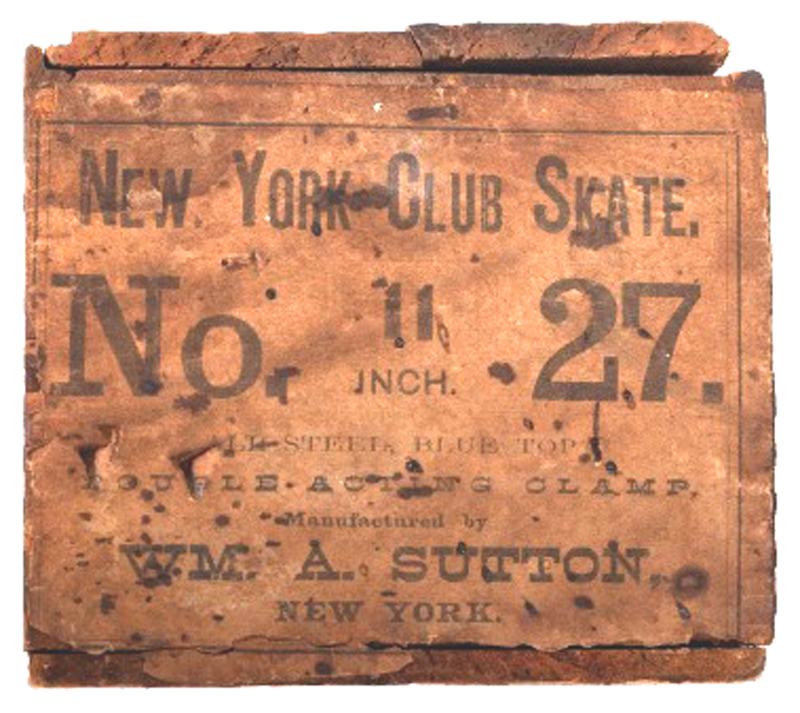 NEW YORK CLUB SKATE.
No. 11 INCH. 27.
ALL STEEL, BLUE TOP
DOUBLE-ACTING CLAMP.
Manufactured by
WM. A. SUTTON,
NEW YORK.